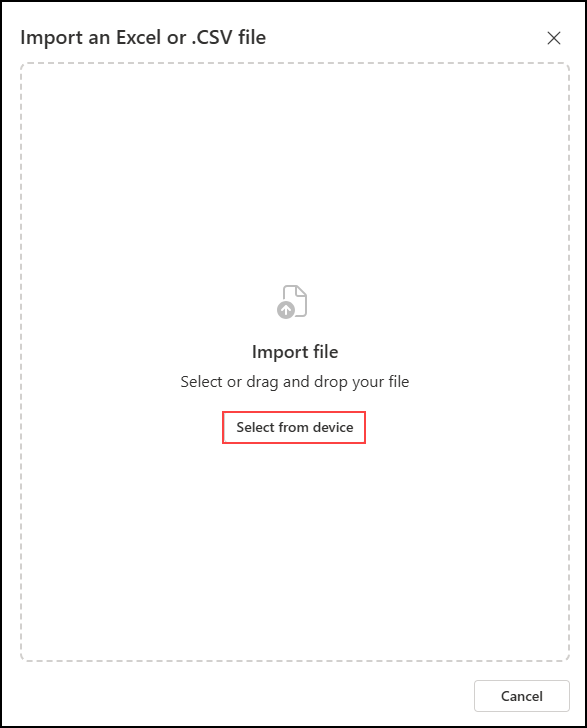 Import an Excel or .CSV file
Import file
Select or drag and drop your file
Select from device
Cancel